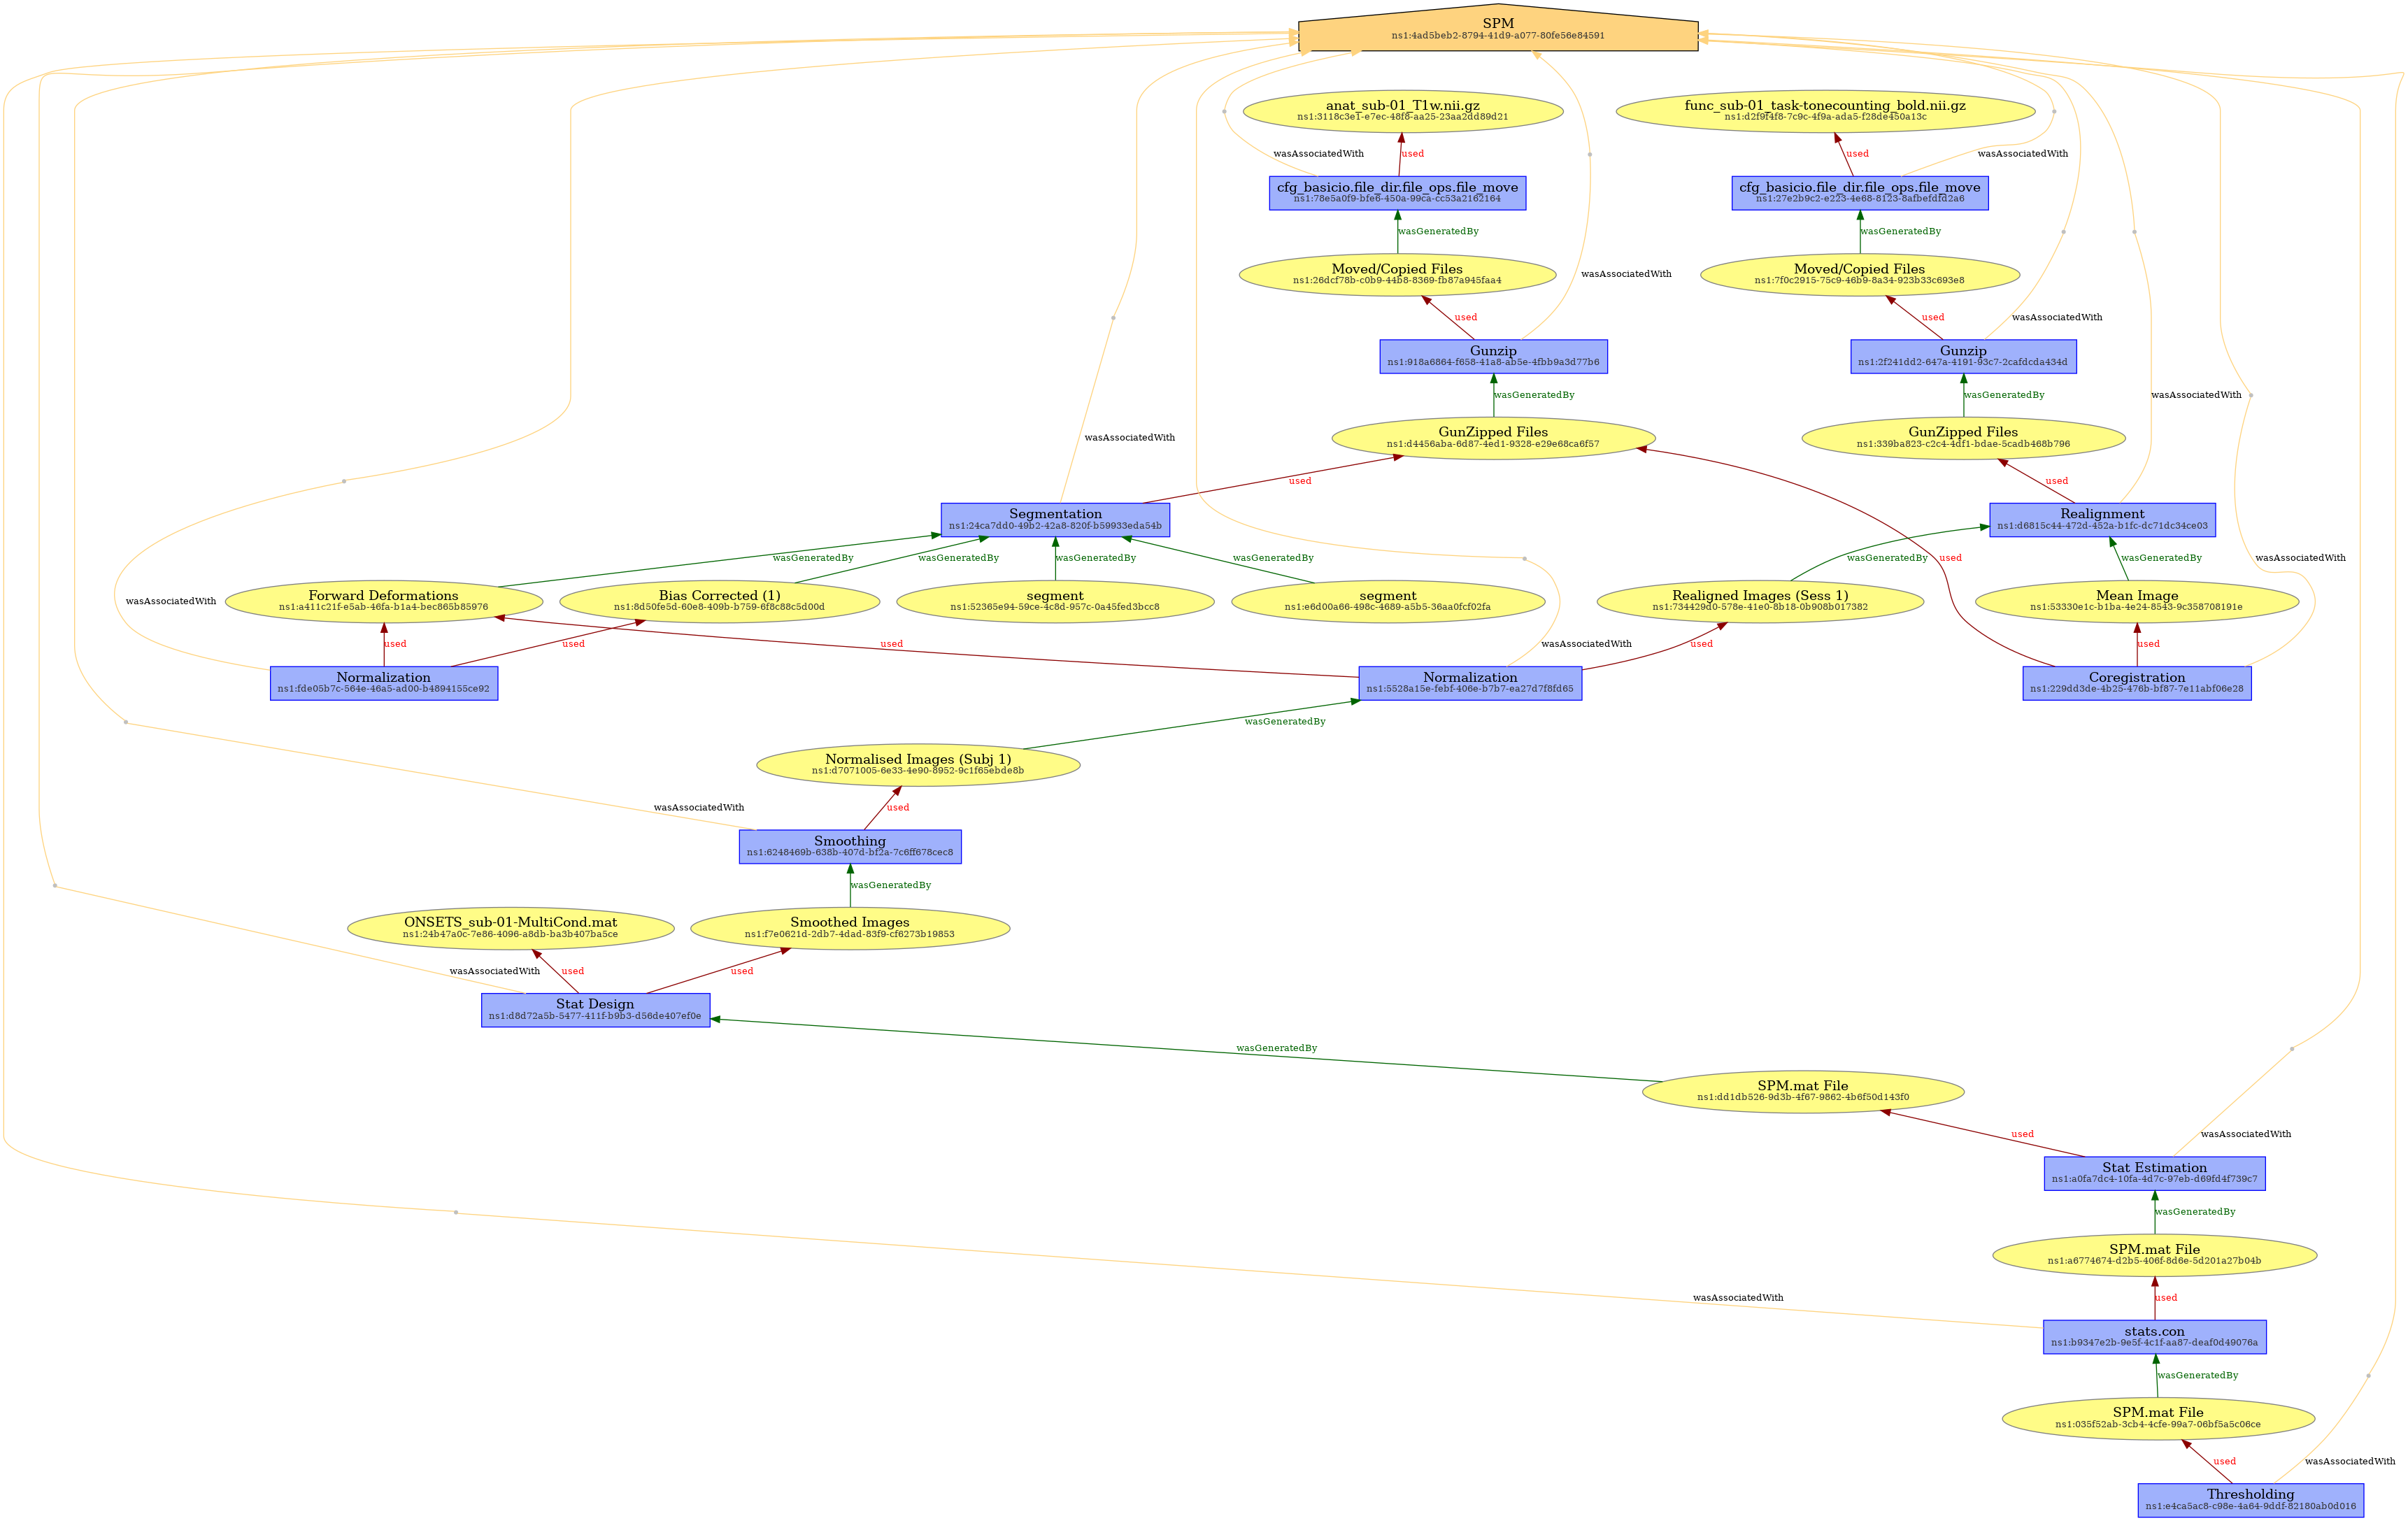 SPM
ns1:4ad5beb2-8794-41d9-a077-80fe56e84591
anat_sub-01_T1w.nii.gz
ns1:3118c3e1-e7ec-48f8-aa25-23aa2dd89d21
func_sub-01_task-tonecounting_bold.nii.gz
ns1:d2f9f4f8-7c9c-4f9a-ada5-f28de450a13c
wasAssociatedWith
used
used
wasAssociatedWith
cfg_basicio.file_dir.file_ops.file_move
ns1:78e5a0f9-bfe6-450a-99ca-cc53a2162164
cfg_basicio.file_dir.file_ops.file_move
ns1:27e2b9c2-e223-4e68-8123-8afbefdfd2a6
wasGeneratedBy
wasGeneratedBy
Moved/Copied Files
ns1:26dcf78b-c0b9-44b8-8369-fb87a945faa4
wasAssociatedWith
Moved/Copied Files
ns1:7f0c2915-75c9-46b9-8a34-923b33c693e8
used
used
wasAssociatedWith
Gunzip
ns1:918a6864-f658-41a8-ab5e-4fbb9a3d77b6
Gunzip
ns1:2f241dd2-647a-4191-93c7-2cafdcda434d
wasGeneratedBy
wasGeneratedBy
wasAssociatedWith
wasAssociatedWith
GunZipped Files
ns1:d4456aba-6d87-4ed1-9328-e29e68ca6f57
GunZipped Files
ns1:339ba823-c2c4-4df1-bdae-5cadb468b796
used
used
Segmentation
ns1:24ca7dd0-49b2-42a8-820f-b59933eda54b
Realignment
ns1:d6815c44-472d-452a-b1fc-dc71dc34ce03
wasGeneratedBy
wasGeneratedBy
wasGeneratedBy
wasGeneratedBy
wasGeneratedBy
used
wasGeneratedBy
wasAssociatedWith
wasAssociatedWith
Forward Deformations
ns1:a411c21f-e5ab-46fa-b1a4-bec865b85976
Bias Corrected (1)
ns1:8d50fe5d-60e8-409b-b759-6f8c88c5d00d
segment
ns1:52365e94-59ce-4c8d-957c-0a45fed3bcc8
segment
ns1:e6d00a66-498c-4689-a5b5-36aa0fcf02fa
Realigned Images (Sess 1)
ns1:734429d0-578e-41e0-8b18-0b908b017382
Mean Image
ns1:53330e1c-b1ba-4e24-8543-9c358708191e
used
used
used
wasAssociatedWith
used
used
Normalization
ns1:fde05b7c-564e-46a5-ad00-b4894155ce92
Normalization
ns1:5528a15e-febf-406e-b7b7-ea27d7f8fd65
Coregistration
ns1:229dd3de-4b25-476b-bf87-7e11abf06e28
wasGeneratedBy
Normalised Images (Subj 1)
ns1:d7071005-6e33-4e90-8952-9c1f65ebde8b
wasAssociatedWith
used
Smoothing
ns1:6248469b-638b-407d-bf2a-7c6ff678cec8
wasGeneratedBy
ONSETS_sub-01-MultiCond.mat
ns1:24b47a0c-7e86-4096-a8db-ba3b407ba5ce
Smoothed Images
ns1:f7e0621d-2db7-4dad-83f9-cf6273b19853
wasAssociatedWith
used
used
Stat Design
ns1:d8d72a5b-5477-411f-b9b3-d56de407ef0e
wasGeneratedBy
SPM.mat File
ns1:dd1db526-9d3b-4f67-9862-4b6f50d143f0
used
wasAssociatedWith
Stat Estimation
ns1:a0fa7dc4-10fa-4d7c-97eb-d69fd4f739c7
wasGeneratedBy
SPM.mat File
ns1:a6774674-d2b5-406f-8d6e-5d201a27b04b
wasAssociatedWith
used
stats.con
ns1:b9347e2b-9e5f-4c1f-aa87-deaf0d49076a
wasGeneratedBy
SPM.mat File
ns1:035f52ab-3cb4-4cfe-99a7-06bf5a5c06ce
used
wasAssociatedWith
Thresholding
ns1:e4ca5ac8-c98e-4a64-9ddf-82180ab0d016